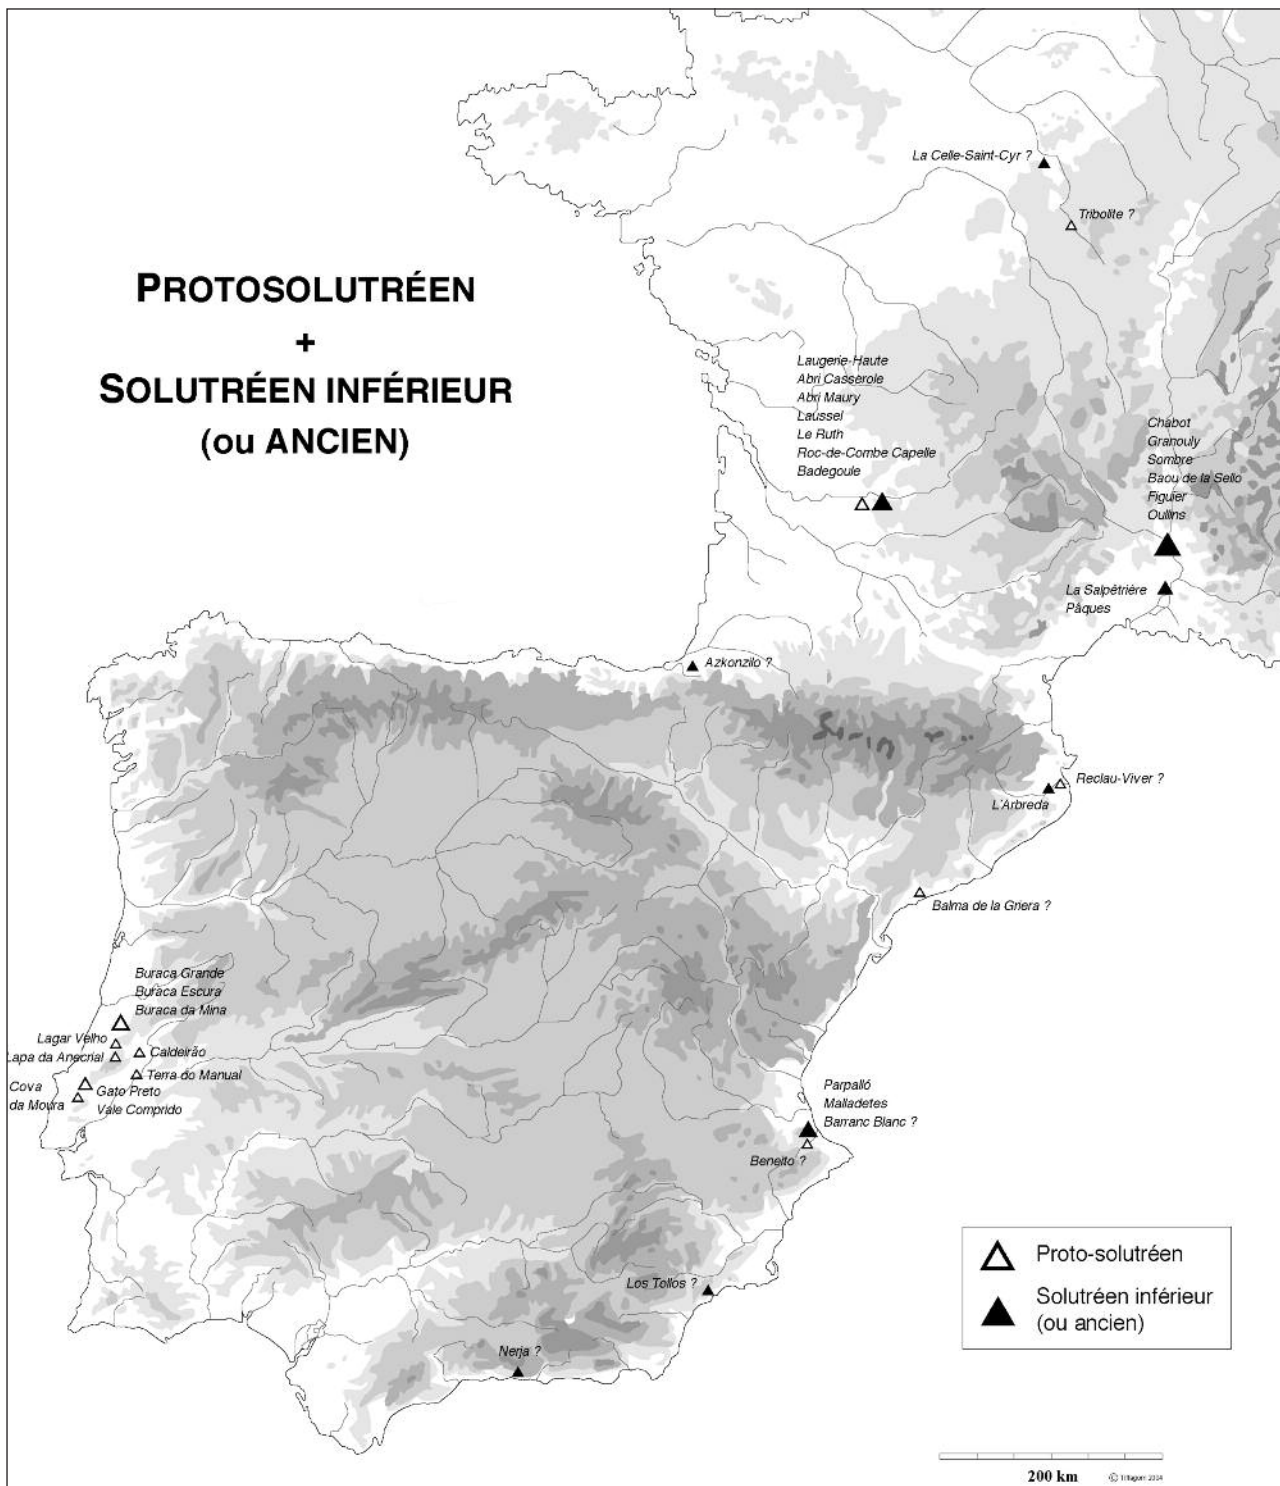 La Celle-Saint-Cyr ?
Tribolite ?
PROTOSOLUTRÉEN
+
SOLUTRÉEN INFÉRIEUR
(ou ANCIEN)
Laugerie-Haute
Abri Casserole
Abri Maury
Laussel
Le Ruth
Roc-de-Combe Capelle
Badegoule
Chabot
Granouly
Sombre
Baou de la Sello
Figuier
Oullins
La Salpêtrière
Pâques
Azkonzilo ?
Reclau-Viver ?
L'Arbreda
Balma de la Griera ?
Buraca Grande
Buraca Escura
Buraca da Mina
Lagar Velho
Lapa da Anecrial
Caldeirão
Terra do Manual
Cova
da Moura
Gato Preto
Vale Comprido
Parpalló
Malladetes
Barranc Blanc ?
Beneito ?
Los Tollos ?
Nerja ?
Proto-solutréen
Solutréen inférieur
(ou ancien)
200 km
© Tiffagom 2004